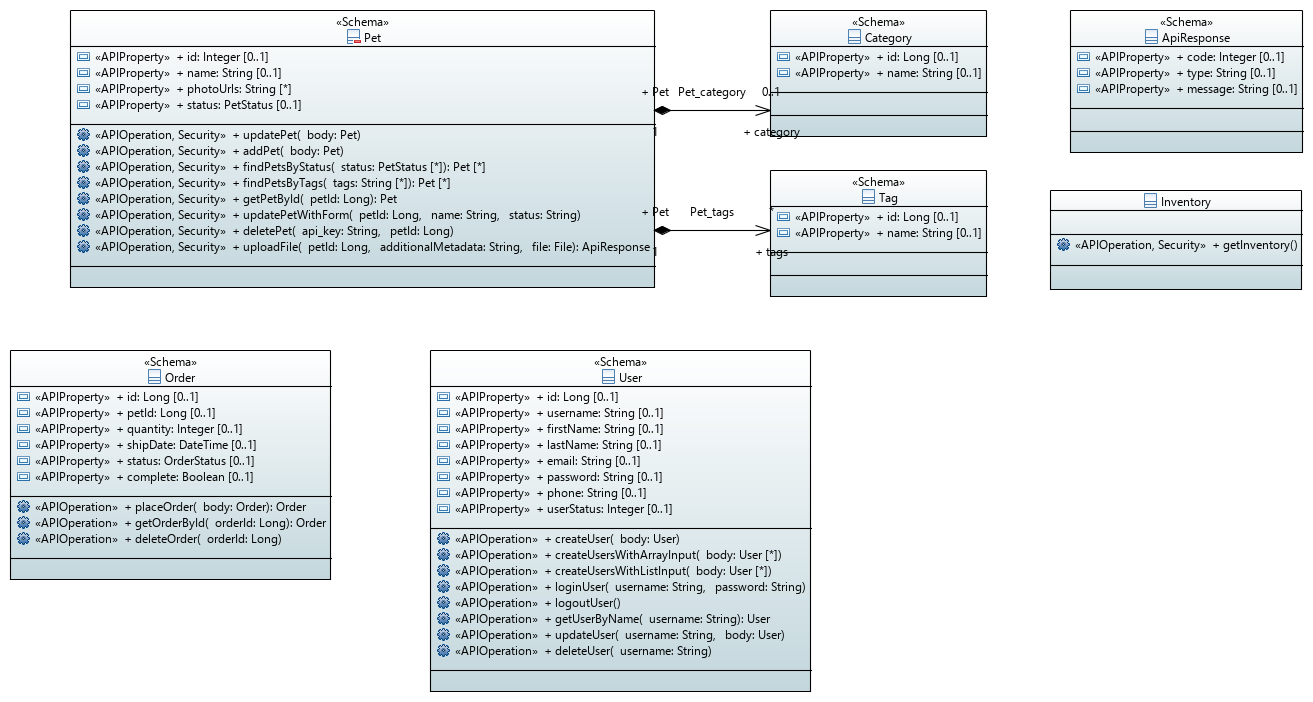 «Schema»
Pet
«APIProperty» + id: Integer [0..1]
«APIProperty» + name: String [0..1]
«APIProperty» + photoUrls: String [*]
«APIProperty» + status: PetStatus [0..1]
«APIOperation, Security» + updatePet( body: Pet)
«APIOperation, Security» + addPet( body: Pet)
«APIOperation, Security» + findPetsByStatus( status: PetStatus [*]): Pet [*]
«APIOperation, Security» + findPetsByTags( tags: String [*]): Pet [*]
«APIOperation, Security» + getPetById( petId: Long): Pet
«APIOperation, Security» + updatePetWithForm( petId: Long, name: String, status: String)
«APIOperation, Security» + deletePet( api_key: String, petId: Long)
«APIOperation, Security» + uploadFile( petId: Long, additionalMetadata: String, file: File): ApiResponse
+ Pet Pet_category 0..1
1 + category
+ Pet Pet_tags *
1 + tags
«Schema»
Category
«APIProperty» + id: Long [0..1]
«APIProperty» + name: String [0..1]
«Schema»
Tag
«APIProperty» + id: Long [0..1]
«APIProperty» + name: String [0..1]
«Schema»
ApiResponse
«APIProperty» + code: Integer [0..1]
«APIProperty» + type: String [0..1]
«APIProperty» + message: String [0..1]
Inventory
«APIOperation, Security» + getInventory()
«Schema»
Order
«APIProperty» + id: Long [0..1]
«APIProperty» + petId: Long [0..1]
«APIProperty» + quantity: Integer [0..1]
«APIProperty» + shipDate: DateTime [0..1]
«APIProperty» + status: OrderStatus [0..1]
«APIProperty» + complete: Boolean [0..1]
«APIOperation» + placeOrder( body: Order): Order
«APIOperation» + getOrderById( orderId: Long): Order
«APIOperation» + deleteOrder( orderId: Long)
«Schema»
User
«APIProperty» + id: Long [0..1]
«APIProperty» + username: String [0..1]
«APIProperty» + firstName: String [0..1]
«APIProperty» + lastName: String [0..1]
«APIProperty» + email: String [0..1]
«APIProperty» + password: String [0..1]
«APIProperty» + phone: String [0..1]
«APIProperty» + userStatus: Integer [0..1]
«APIOperation» + createUser( body: User)
«APIOperation» + createUsersWithArrayInput( body: User [*])
«APIOperation» + createUsersWithListInput( body: User [*])
«APIOperation» + loginUser( username: String, password: String)
«APIOperation» + logoutUser()
«APIOperation» + getUserByName( username: String): User
«APIOperation» + updateUser( username: String, body: User)
«APIOperation» + deleteUser( username: String)